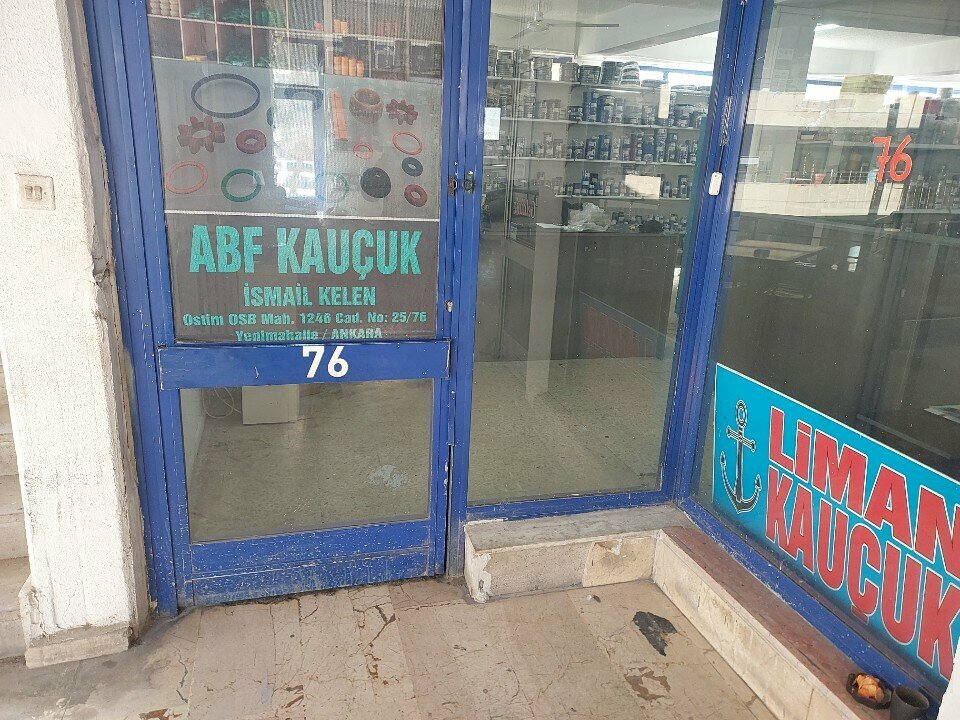 ABF KAUÇUK
İSMAİL KELEN
Ostim OSB Mah. 1246 Cad. No: 25/76
Yenimahalle / ANKARA
76
76
LİMAN
KAUÇUK